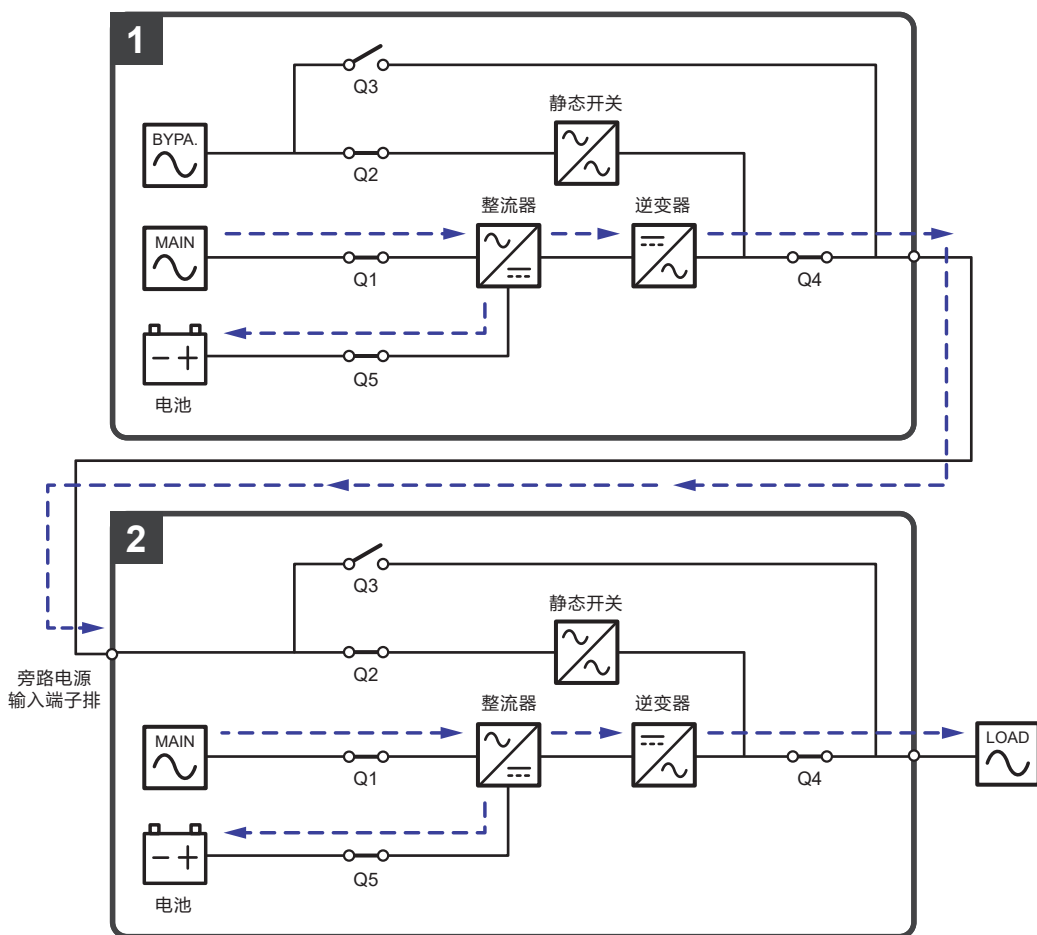 1
Q3
静态开关
BYPA.
Q2
整流器
逆变器
MAIN
Q1
Q4
Q5
电池
2
Q3
静态开关
Q2
旁路电源
输入端子排
整流器
逆变器
MAIN
LOAD
Q1
Q4
Q5
电池